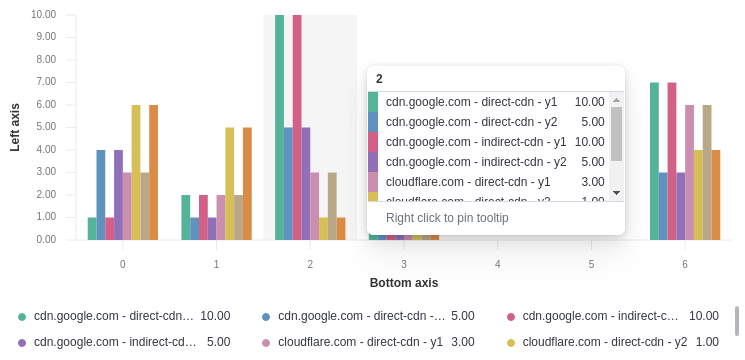 10.00
9.00
8.00
7.00
6.00
5.00
4.00
3.00
2.00
1.00
0.00
Left axis
2
cdn.google.com - direct-cdn - y1 10.00
cdn.google.com - direct-cdn - y2 5.00
cdn.google.com - indirect-cdn - y1 10.00
cdn.google.com - indirect-cdn - y2 5.00
cloudflare.com - direct-cdn - y1 3.00
cloudflare.com - direct-cdn - y2 1.00
Right click to pin tooltip
0 1 2 3 4 5 6
Bottom axis
cdn.google.com - direct-cdn… 10.00 cdn.google.com - direct-cdn -… 5.00 cdn.google.com - indirect-c… 10.00
cdn.google.com - indirect-cd… 5.00 cloudflare.com - direct-cdn - y1 3.00 cloudflare.com - direct-cdn - y2 1.00